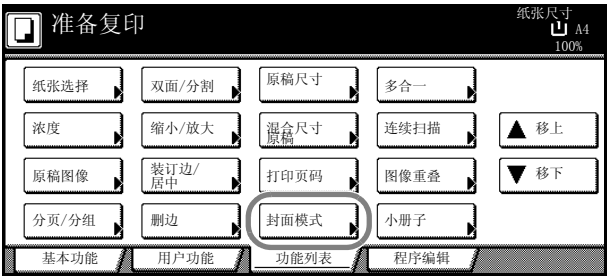 准备复印
纸张尺寸
A4
100%
纸张选择
双面/分割
原稿尺寸
多合一
浓度
缩小/放大
混合尺寸
原稿
连续扫描
移上
原稿图像
装订边/
居中
打印页码
图像重叠
移下
分页/分组
删边
封面模式
小册子
基本功能
用户功能
功能列表
程序编辑